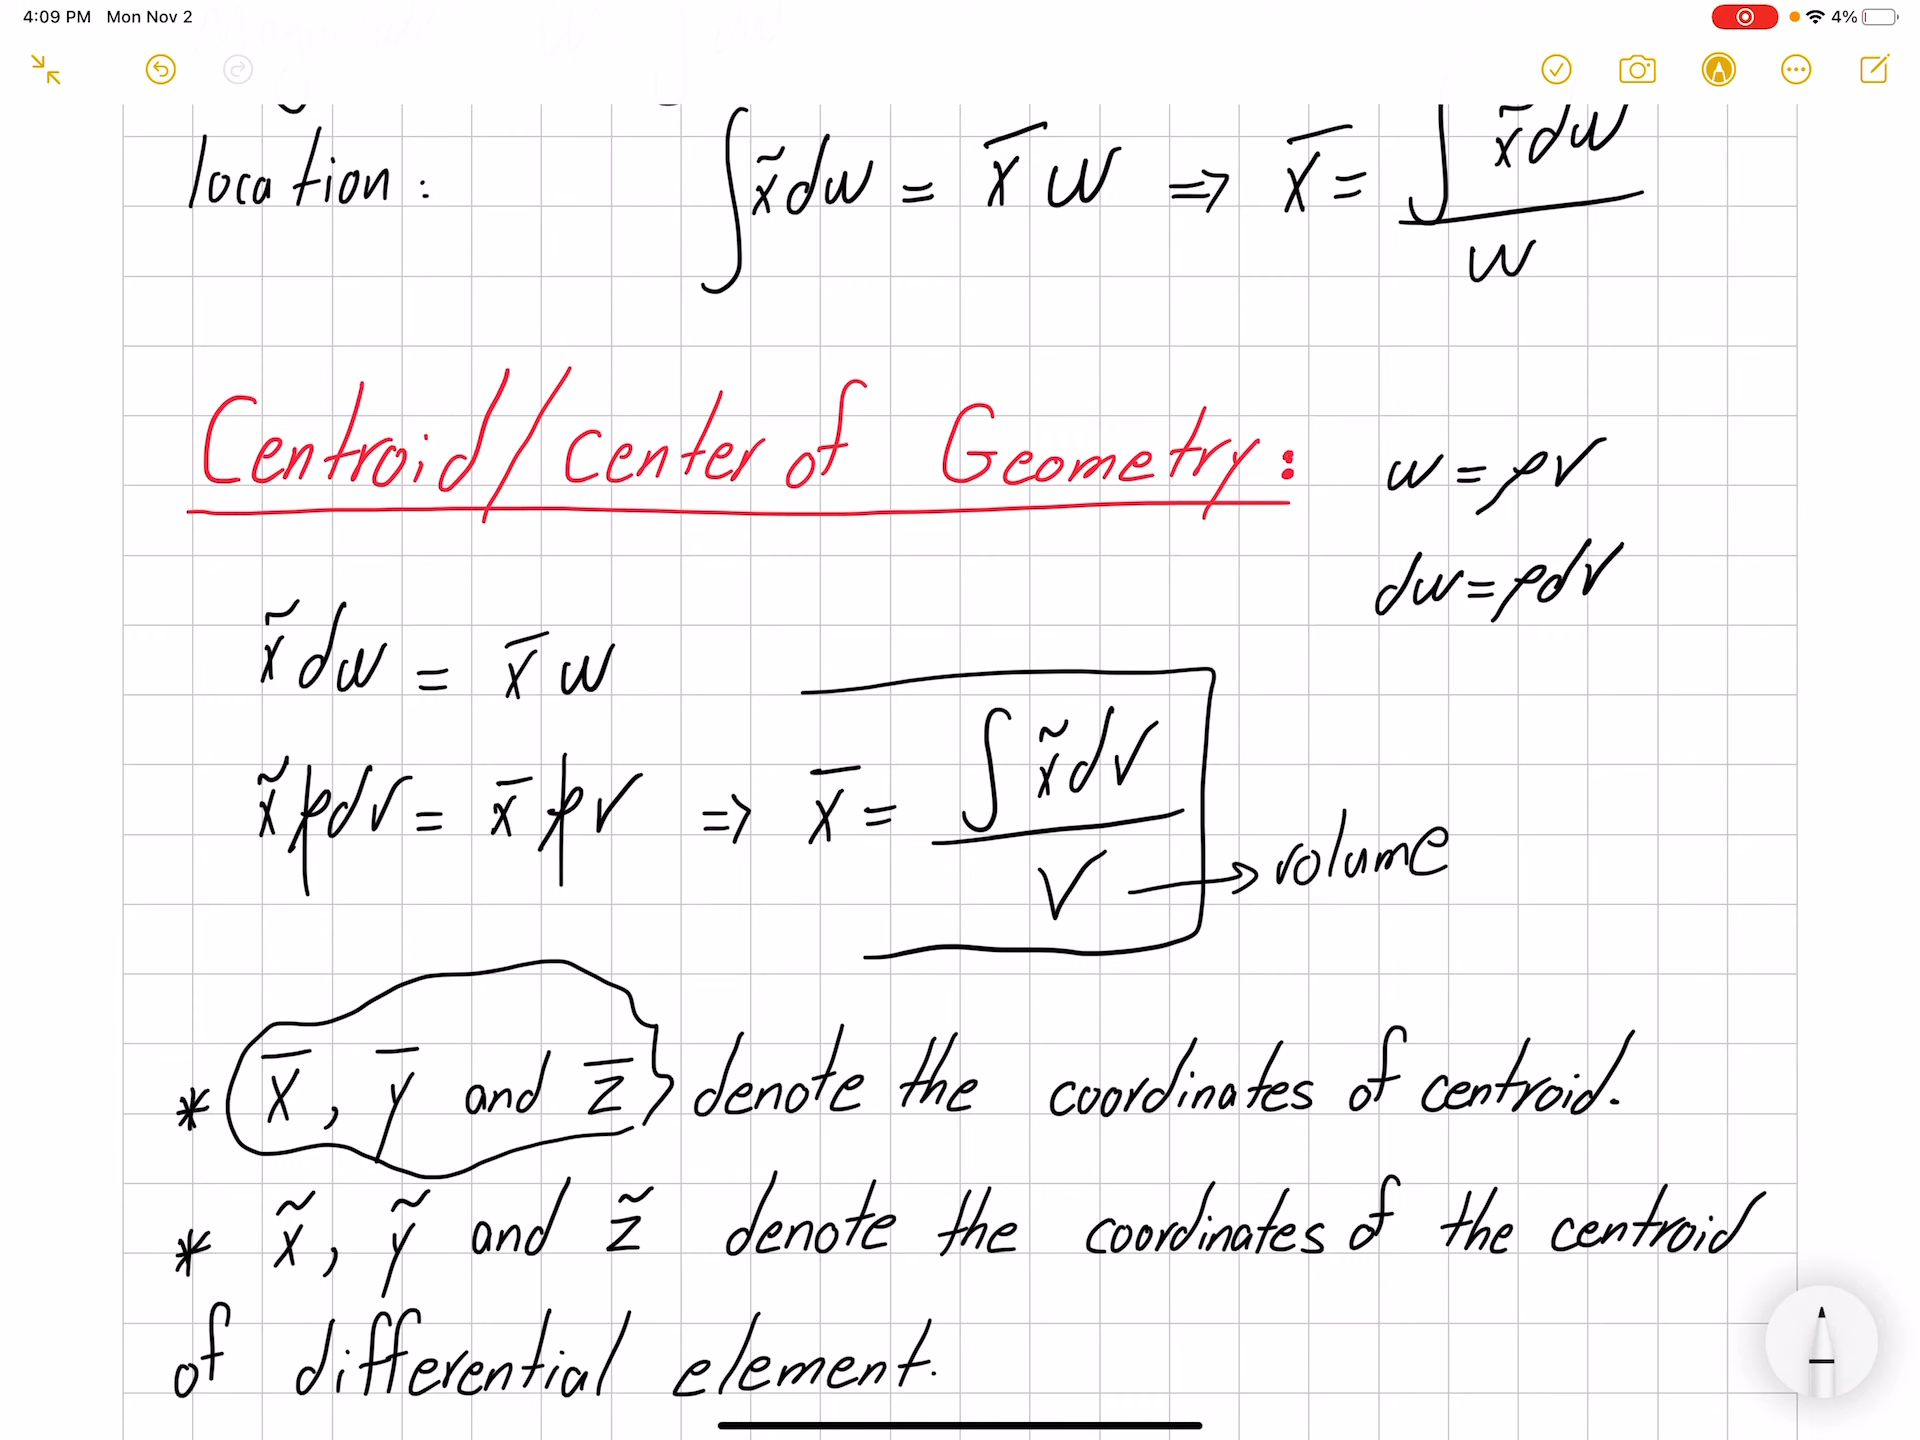 4:09 PM Mon Nov 2
4%
location : ∫x̃dw = x̄ w ⇒ x̄ = ∫x̃dw / w
Centroid/center of Geometry:
w = ρV
dw = ρdV
x̃ dw = x̄ w
x̃ρdV = x̄ ρV ⇒ x̄ = ∫x̃dV / V → volume
* x̄, ȳ and z̄ denote the coordinates of centroid.
* x̃, ỹ and z̃ denote the coordinates of the centroid
of differential element.